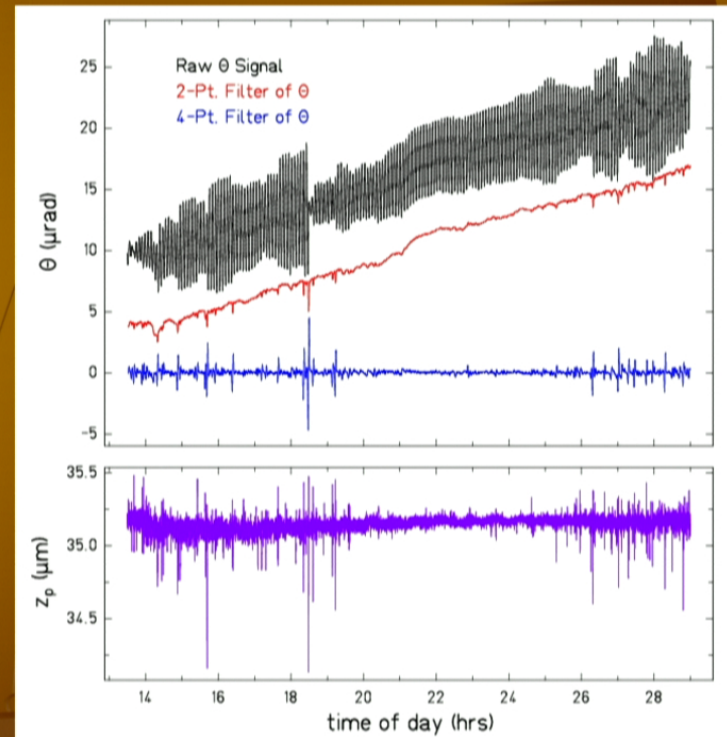 Raw Θ Signal
2-Pt. Filter of Θ
4-Pt. Filter of Θ
25
20
15
10
5
0
-5
Θ (μrad)
35.5
35.0
34.5
z_p (μm)
14 16 18 20 22 24 26 28
time of day (hrs)